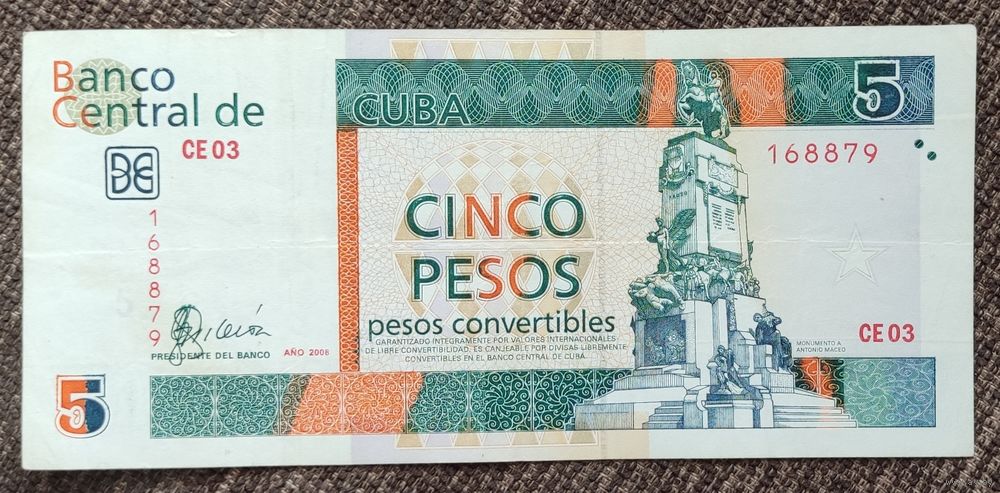 Banco
Central de
CE 03
1
6
8
8
7
9
PRESIDENTE DEL BANCO
AÑO 2006
5
CUBA
5
CINCO
PESOS
pesos convertibles
GARANTIZADO INTEGRAMENTE POR VALORES INTERNACIONALES
DE LIBRE CONVERTIBILIDAD. ES CANJEABLE POR DIVISAS LIBREMENTE
CONVERTIBLES EN EL BANCO CENTRAL DE CUBA.
168879
CE 03
MONUMENTO A
ANTONIO MACEO